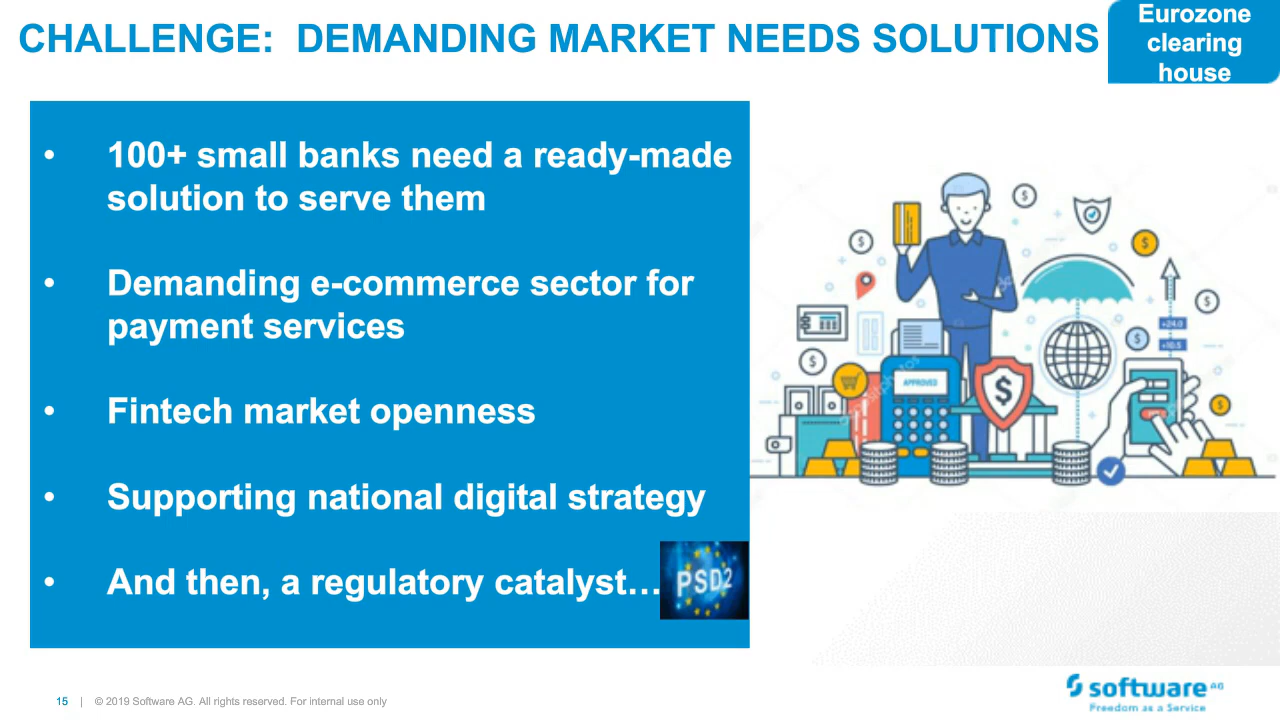 CHALLENGE: DEMANDING MARKET NEEDS SOLUTIONS
Eurozone
clearing
house
• 100+ small banks need a ready-made
solution to serve them
• Demanding e-commerce sector for
payment services
• Fintech market openness
• Supporting national digital strategy
• And then, a regulatory catalyst…
PSD2
APPROVED
+24.0
+10.5
15 | © 2019 Software AG. All rights reserved. For internal use only
software AG
Freedom as a Service